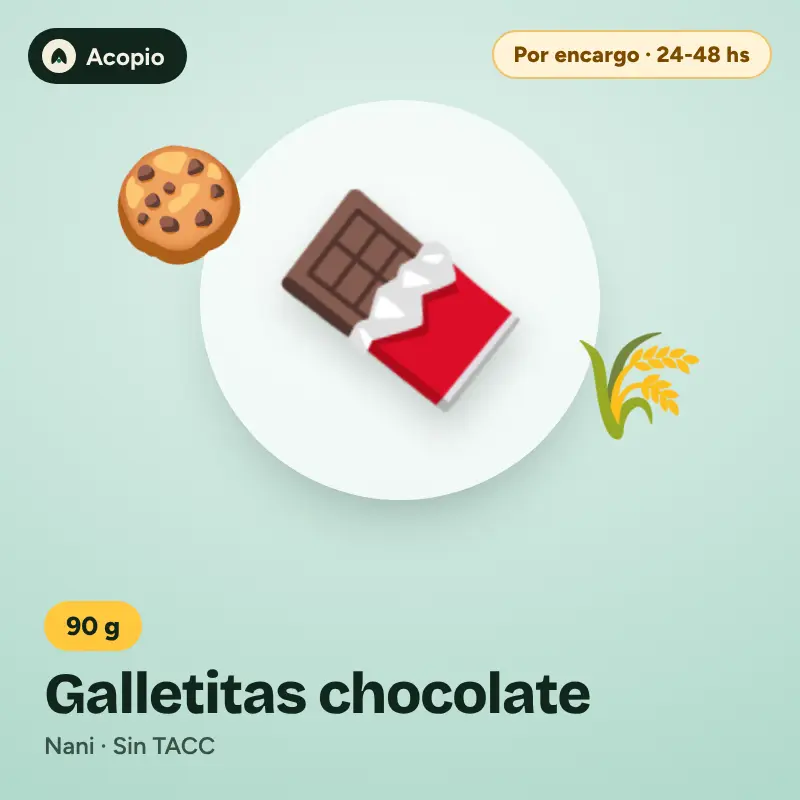 Acopio
Por encargo · 24-48 hs
90 g
Galletitas chocolate
Nani · Sin TACC